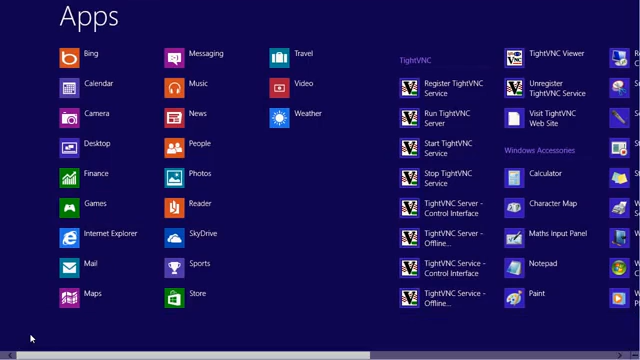 Apps
Bing
Calendar
Camera
Desktop
Finance
Games
Internet Explorer
Mail
Maps
Messaging
Music
News
People
Photos
Reader
SkyDrive
Sports
Store
Travel
Video
Weather
TightVNC
Register TightVNC
Service
Run TightVNC
Server
Start TightVNC
Service
Stop TightVNC
Service
TightVNC Server -
Control Interface
TightVNC Server -
Offline...
TightVNC Service -
Control Interface
TightVNC Service -
Offline...
TightVNC Viewer
Unregister
TightVNC Service
Visit TightVNC
Web Site
Windows Accessories
Calculator
Character Map
Maths Input Panel
Notepad
Paint